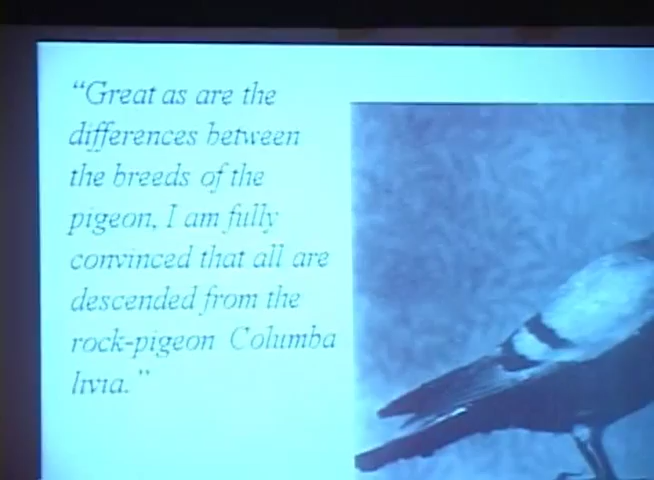 “Great as are the
differences between
the breeds of the
pigeon, I am fully
convinced that all are
descended from the
rock-pigeon Columba
livia.”